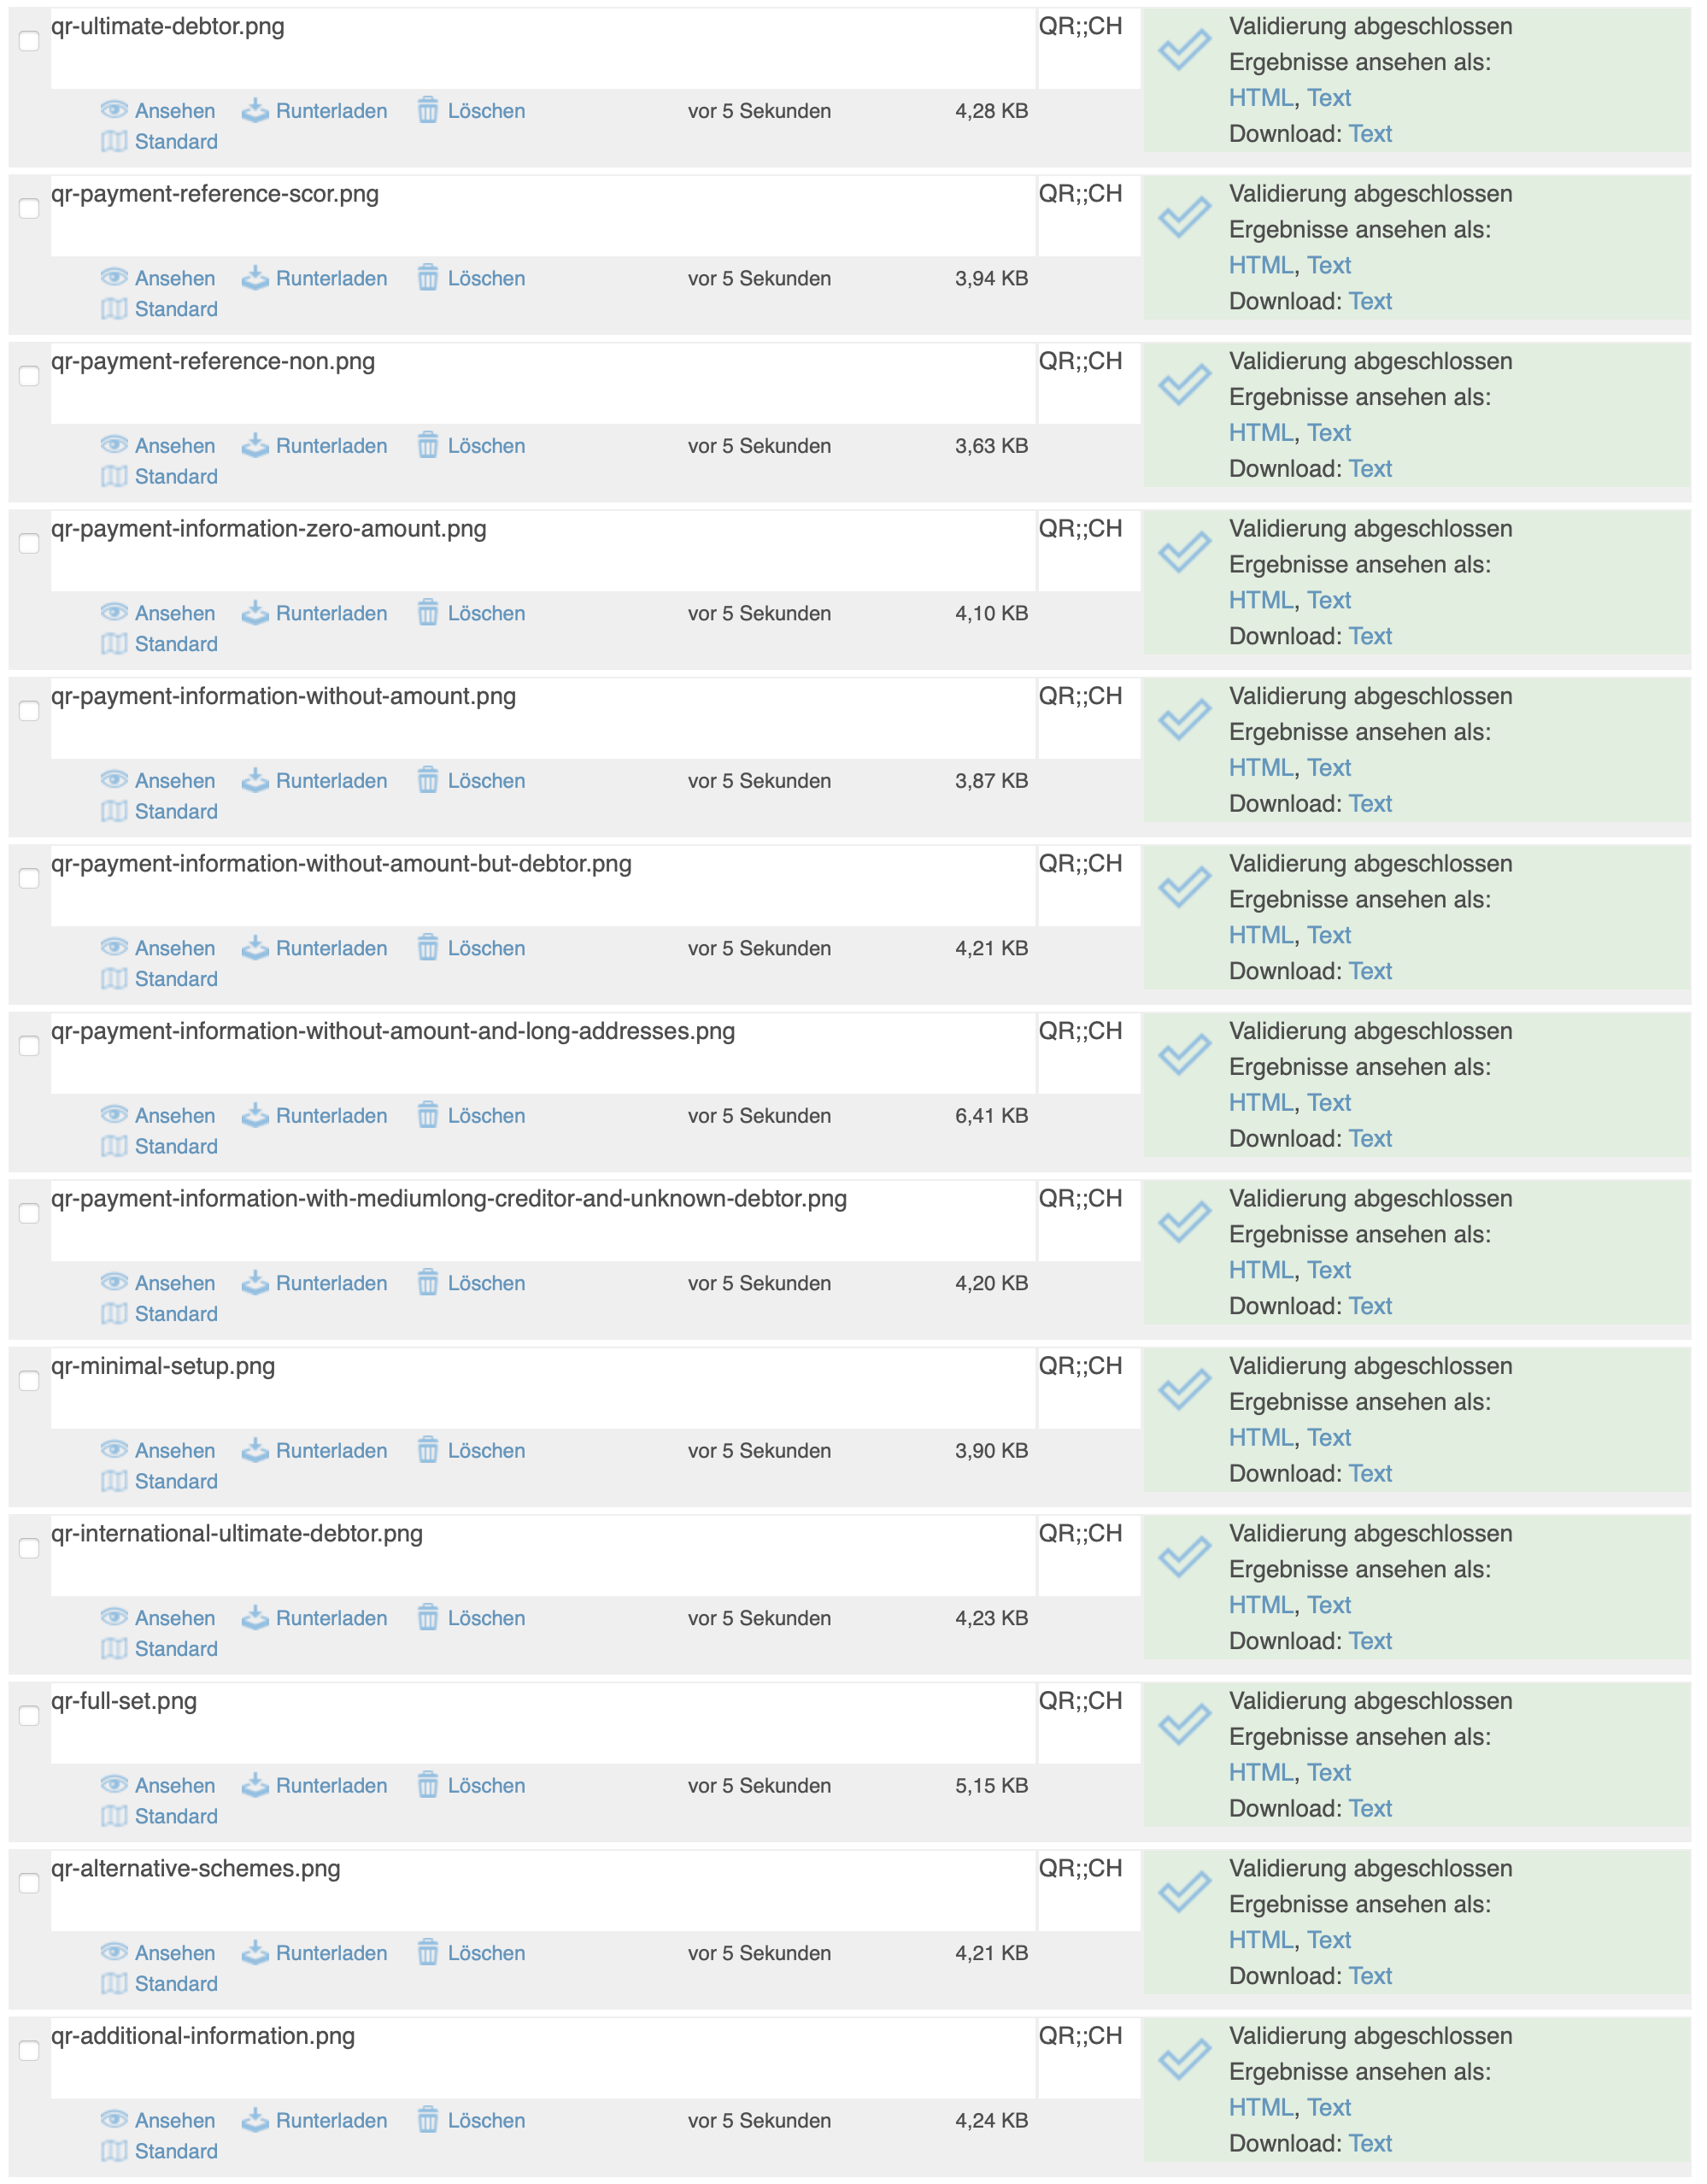 qr-ultimate-debtor.png QR;;CH Validierung abgeschlossen
Ergebnisse ansehen als:
HTML, Text
Ansehen Runterladen Löschen vor 5 Sekunden 4,28 KB
Download: Text
Standard
qr-payment-reference-scor.png QR;;CH Validierung abgeschlossen
Ergebnisse ansehen als:
HTML, Text
Ansehen Runterladen Löschen vor 5 Sekunden 3,94 KB
Download: Text
Standard
qr-payment-reference-non.png QR;;CH Validierung abgeschlossen
Ergebnisse ansehen als:
HTML, Text
Ansehen Runterladen Löschen vor 5 Sekunden 3,63 KB
Download: Text
Standard
qr-payment-information-zero-amount.png QR;;CH Validierung abgeschlossen
Ergebnisse ansehen als:
HTML, Text
Ansehen Runterladen Löschen vor 5 Sekunden 4,10 KB
Download: Text
Standard
qr-payment-information-without-amount.png QR;;CH Validierung abgeschlossen
Ergebnisse ansehen als:
HTML, Text
Ansehen Runterladen Löschen vor 5 Sekunden 3,87 KB
Download: Text
Standard
qr-payment-information-without-amount-but-debtor.png QR;;CH Validierung abgeschlossen
Ergebnisse ansehen als:
HTML, Text
Ansehen Runterladen Löschen vor 5 Sekunden 4,21 KB
Download: Text
Standard
qr-payment-information-without-amount-and-long-addresses.png QR;;CH Validierung abgeschlossen
Ergebnisse ansehen als:
HTML, Text
Ansehen Runterladen Löschen vor 5 Sekunden 6,41 KB
Download: Text
Standard
qr-payment-information-with-mediumlong-creditor-and-unknown-debtor.png QR;;CH Validierung abgeschlossen
Ergebnisse ansehen als:
HTML, Text
Ansehen Runterladen Löschen vor 5 Sekunden 4,20 KB
Download: Text
Standard
qr-minimal-setup.png QR;;CH Validierung abgeschlossen
Ergebnisse ansehen als:
HTML, Text
Ansehen Runterladen Löschen vor 5 Sekunden 3,90 KB
Download: Text
Standard
qr-international-ultimate-debtor.png QR;;CH Validierung abgeschlossen
Ergebnisse ansehen als:
HTML, Text
Ansehen Runterladen Löschen vor 5 Sekunden 4,23 KB
Download: Text
Standard
qr-full-set.png QR;;CH Validierung abgeschlossen
Ergebnisse ansehen als:
HTML, Text
Ansehen Runterladen Löschen vor 5 Sekunden 5,15 KB
Download: Text
Standard
qr-alternative-schemes.png QR;;CH Validierung abgeschlossen
Ergebnisse ansehen als:
HTML, Text
Ansehen Runterladen Löschen vor 5 Sekunden 4,21 KB
Download: Text
Standard
qr-additional-information.png QR;;CH Validierung abgeschlossen
Ergebnisse ansehen als:
HTML, Text
Ansehen Runterladen Löschen vor 5 Sekunden 4,24 KB
Download: Text
Standard